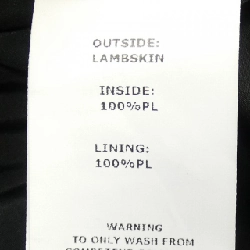 OUTSIDE:
LAMBSKIN
INSIDE:
100%PL
LINING:
100%PL
WARNING
TO ONLY WASH FROM